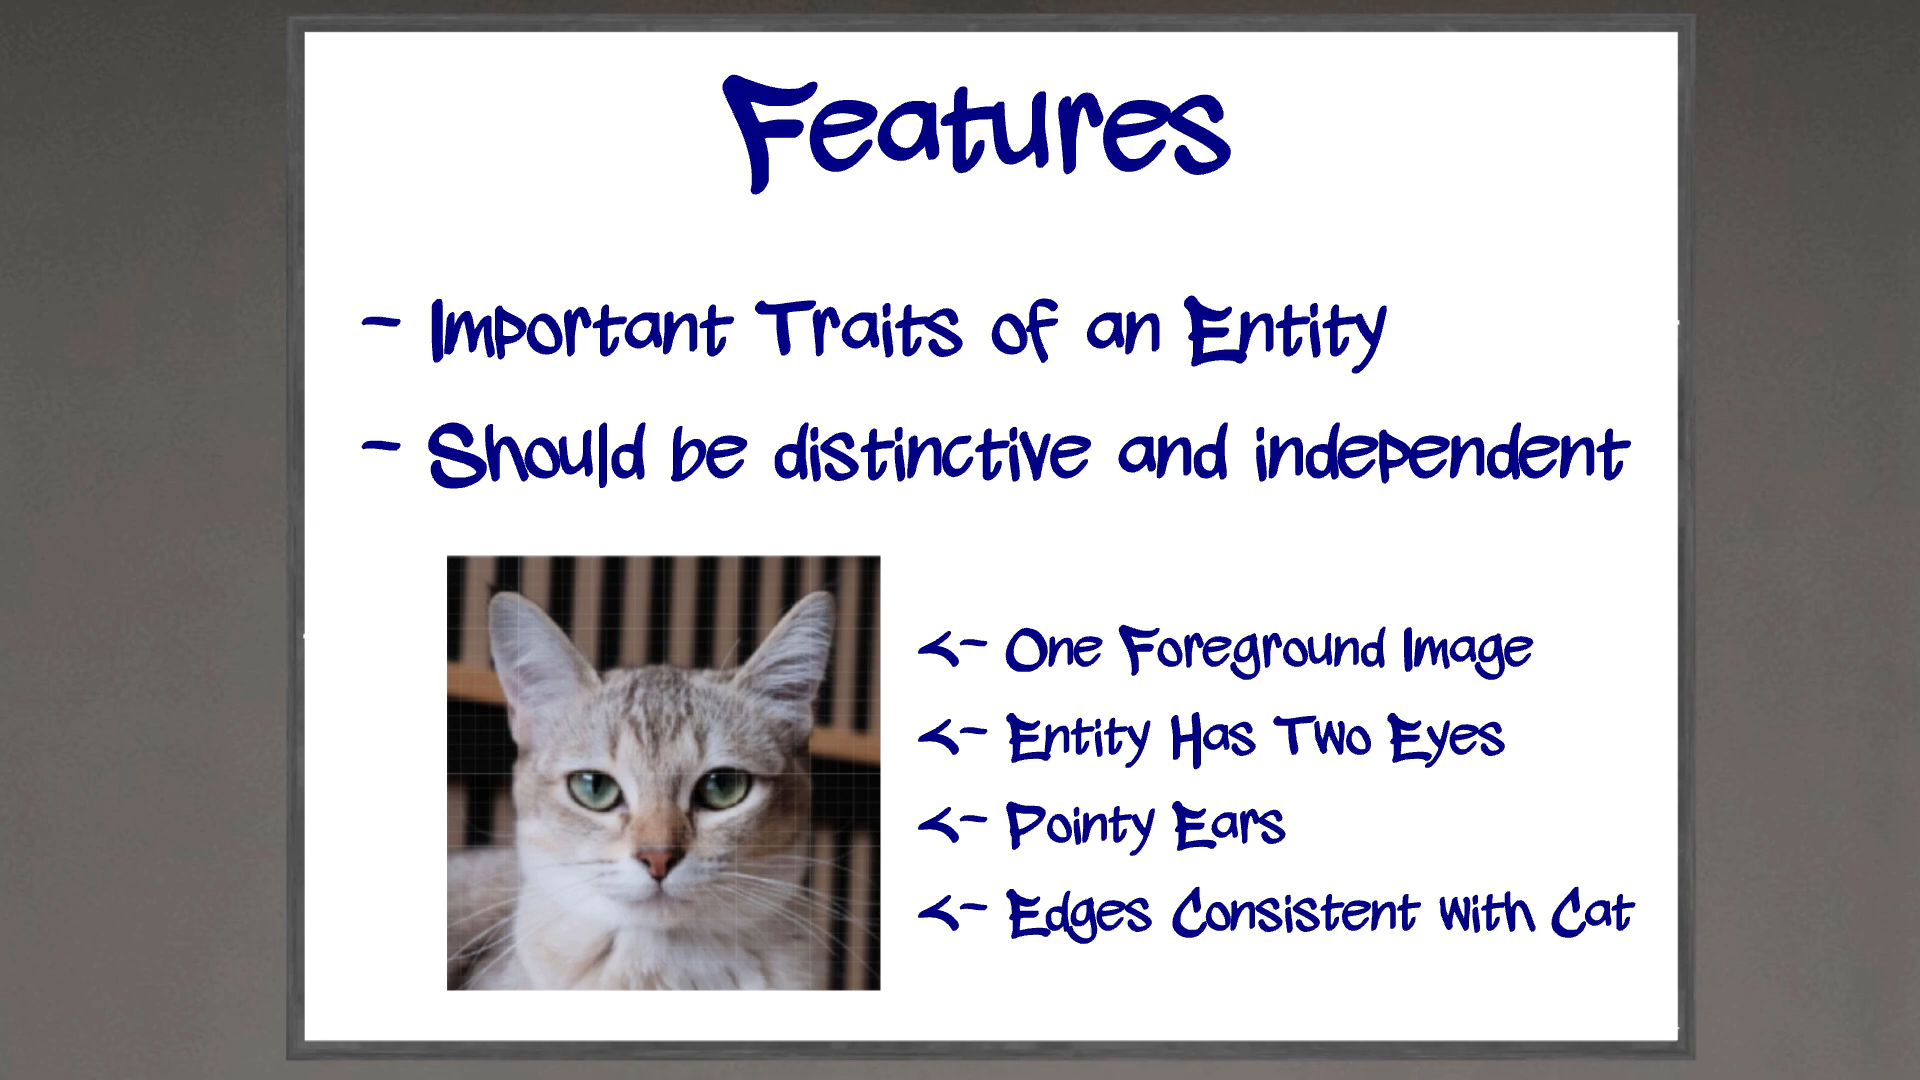 Features
- Important Traits of an Entity
- Should be distinctive and independent
<- One Foreground Image
<- Entity Has Two Eyes
<- Pointy Ears
<- Edges Consistent with Cat